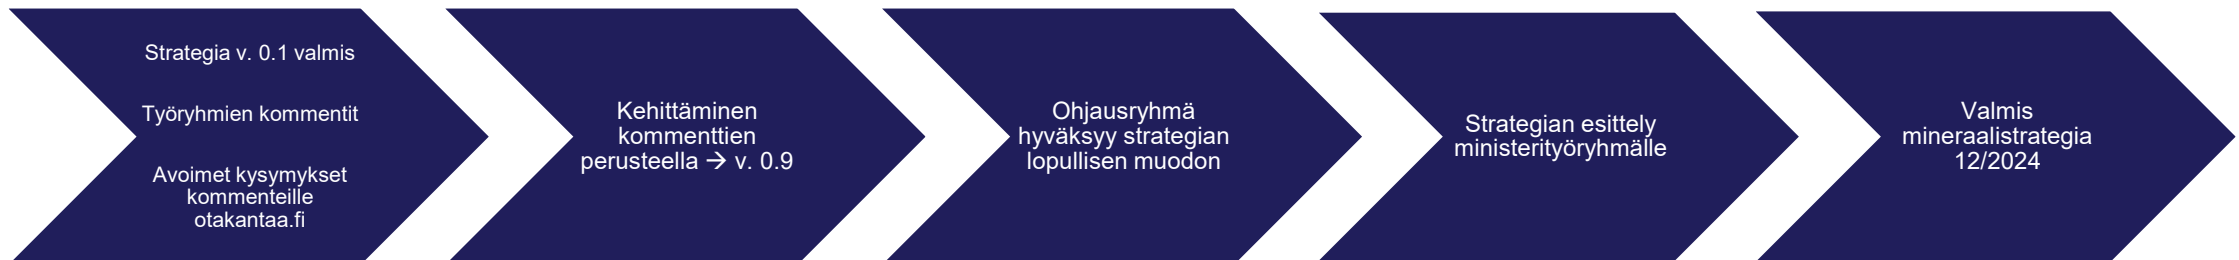 Strategia v. 0.1 valmis
Työryhmien kommentit
Avoimet kysymykset
kommenteille
otakantaa.fi
Kehittäminen
kommenttien
perusteella → v. 0.9
Ohjausryhmä
hyväksyy strategian
lopullisen muodon
Strategian esittely
ministerityöryhmälle
Valmis
mineraalistrategia
12/2024